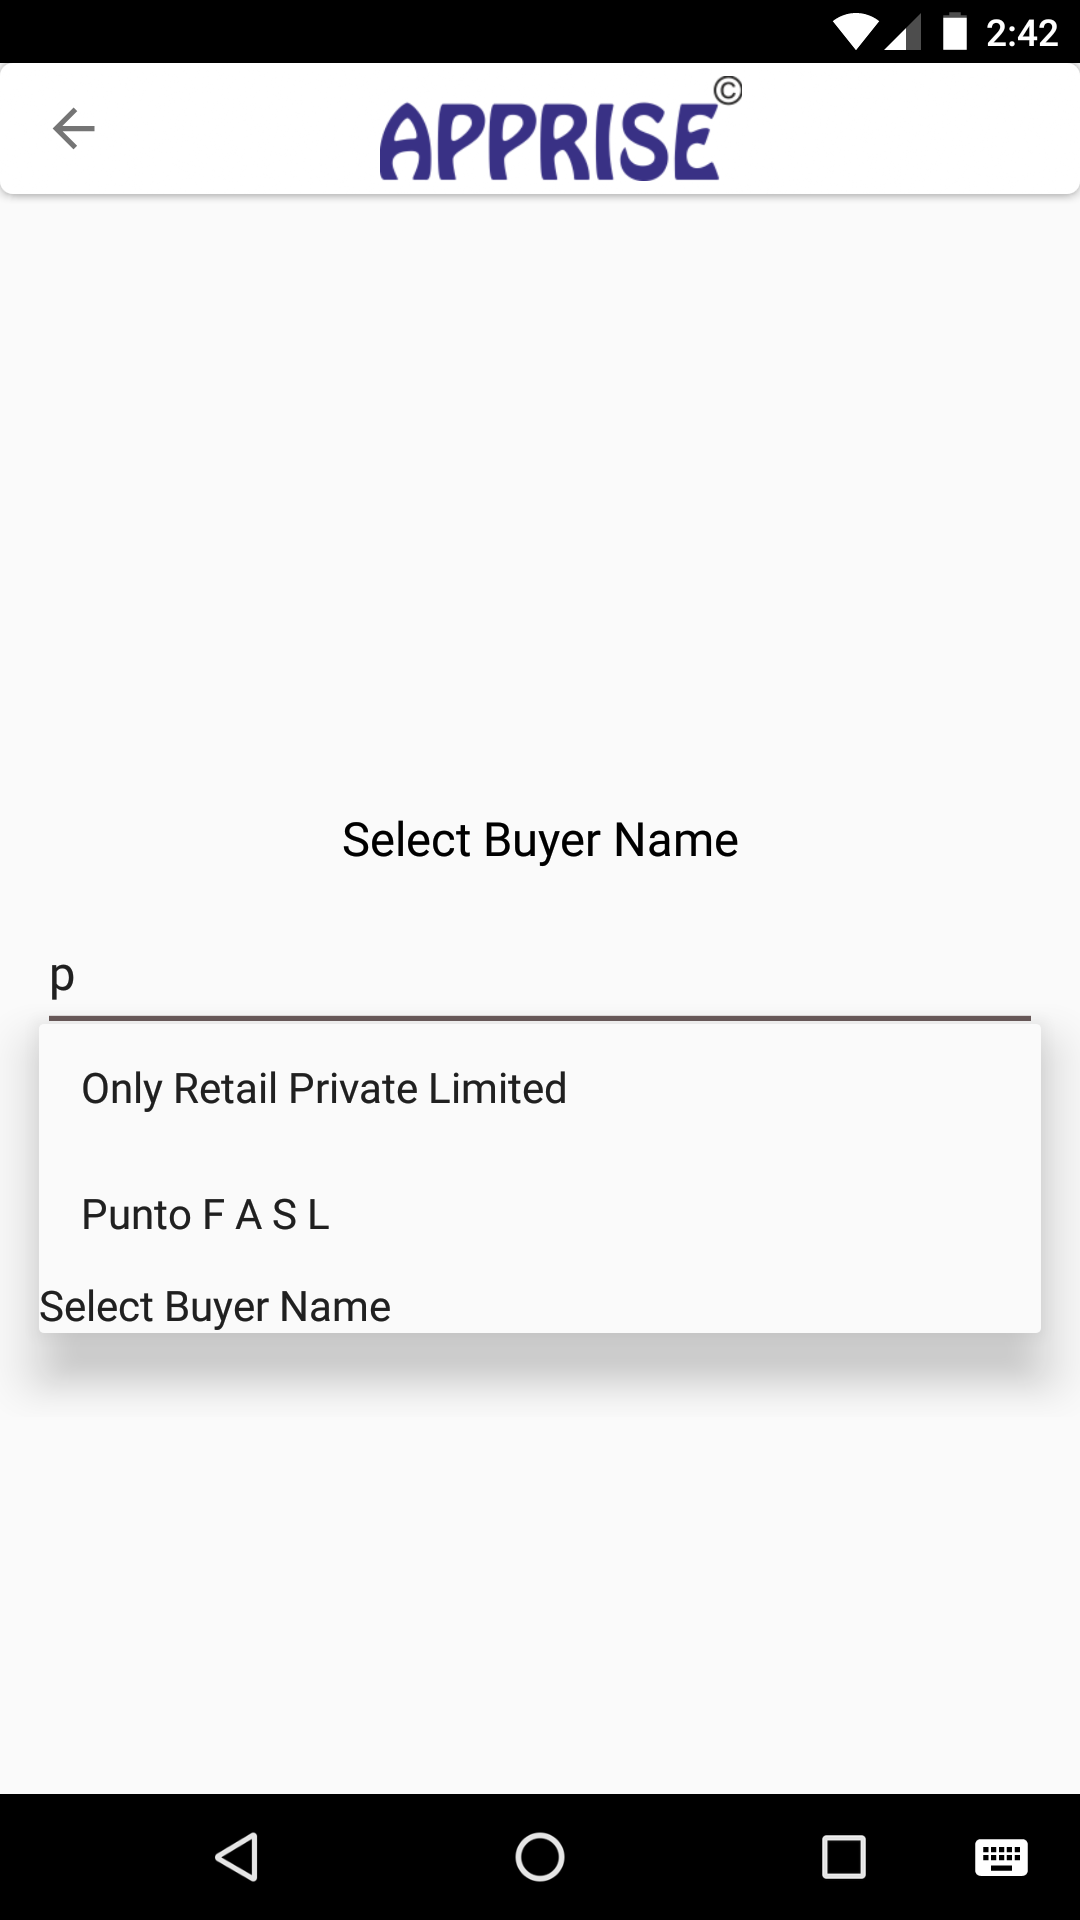 2:42
APPRISE©
Select Buyer Name
p
Only Retail Private Limited
Punto F A S L
Select Buyer Name